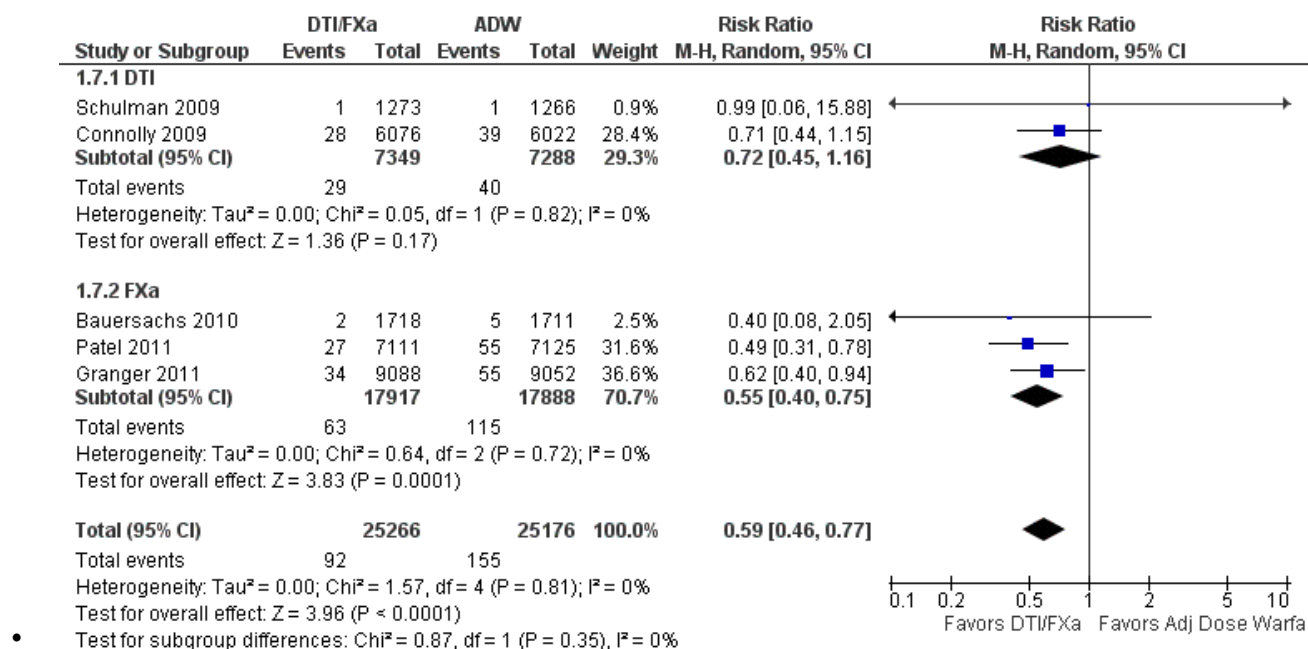 DTI/FXa ADW Risk Ratio Risk Ratio
Study or Subgroup Events Total Events Total Weight M-H, Random, 95% CI M-H, Random, 95% CI
1.7.1 DTI
Schulman 2009 1 1273 1 1266 0.9% 0.99 [0.06, 15.88]
Connolly 2009 28 6076 39 6022 28.4% 0.71 [0.44, 1.15]
Subtotal (95% CI) 7349 7288 29.3% 0.72 [0.45, 1.16]
Total events 29 40
Heterogeneity: Tau² = 0.00; Chi² = 0.05, df = 1 (P = 0.82); I² = 0%
Test for overall effect: Z = 1.36 (P = 0.17)
1.7.2 FXa
Bauersachs 2010 2 1718 5 1711 2.5% 0.40 [0.08, 2.05]
Patel 2011 27 7111 55 7125 31.6% 0.49 [0.31, 0.78]
Granger 2011 34 9088 55 9052 36.6% 0.62 [0.40, 0.94]
Subtotal (95% CI) 17917 17888 70.7% 0.55 [0.40, 0.75]
Total events 63 115
Heterogeneity: Tau² = 0.00; Chi² = 0.64, df = 2 (P = 0.72); I² = 0%
Test for overall effect: Z = 3.83 (P = 0.0001)
Total (95% CI) 25266 25176 100.0% 0.59 [0.46, 0.77]
Total events 92 155
Heterogeneity: Tau² = 0.00; Chi² = 1.57, df = 4 (P = 0.81); I² = 0%
Test for overall effect: Z = 3.96 (P < 0.0001)
Test for subgroup differences: Chi² = 0.87, df = 1 (P = 0.35), I² = 0%
0.1 0.2 0.5 1 2 5 10
Favors DTI/FXa Favors Adj Dose Warfa